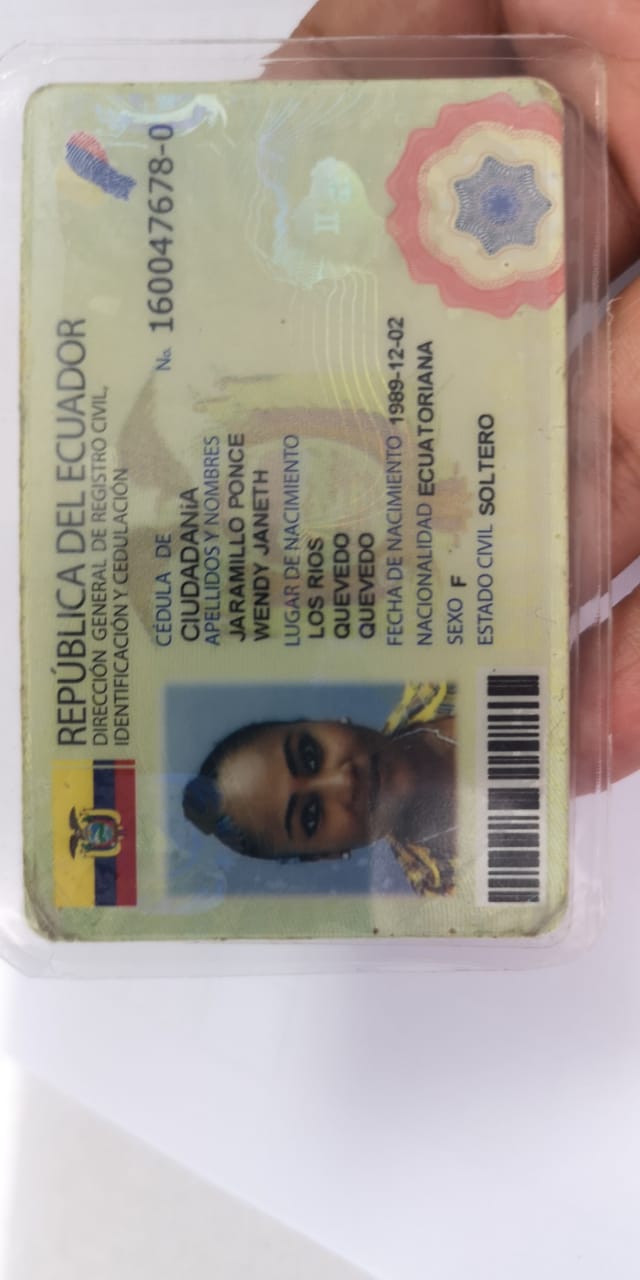 REPÚBLICA DEL ECUADOR
DIRECCIÓN GENERAL DE REGISTRO CIVIL,
IDENTIFICACIÓN Y CEDULACIÓN
No. 160047678-0
CÉDULA DE
CIUDADANÍA
APELLIDOS Y NOMBRES
JARAMILLO PONCE
WENDY JANETH
LUGAR DE NACIMIENTO
LOS RIOS
QUEVEDO
QUEVEDO
FECHA DE NACIMIENTO 1989-12-02
NACIONALIDAD ECUATORIANA
SEXO F
ESTADO CIVIL SOLTERO